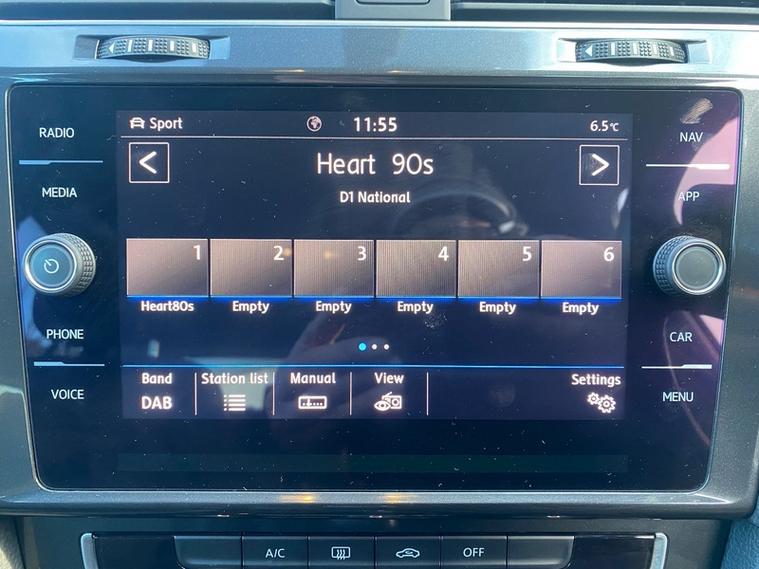 RADIO
MEDIA
PHONE
VOICE
Sport 11:55 6.5°C
< Heart 90s >
D1 National
1 2 3 4 5 6
Heart80s Empty Empty Empty Empty Empty
Band Station list Manual View Settings
DAB
NAV
APP
CAR
MENU
A/C OFF